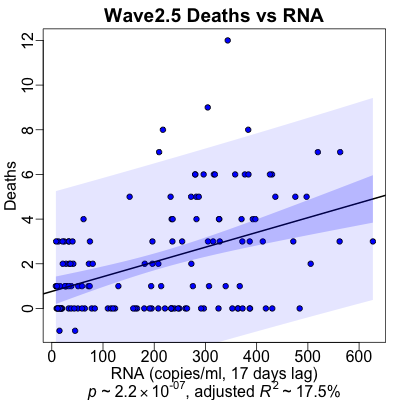 Wave2.5 Deaths vs RNA
Deaths
12
10
8
6
4
2
0
0 100 200 300 400 500 600
RNA (copies/ml, 17 days lag)
p ~ 2.2 × 10⁻⁰⁷, adjusted R² ~ 17.5%